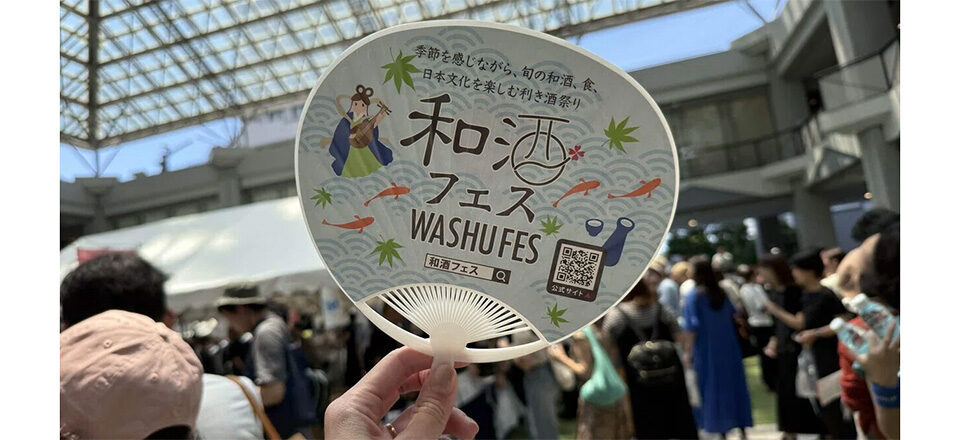 季節を感じながら、旬の和酒、食、
日本文化を楽しむ利き酒祭り
和酒
フェス
WASHU FES
和酒フェス
公式サイト